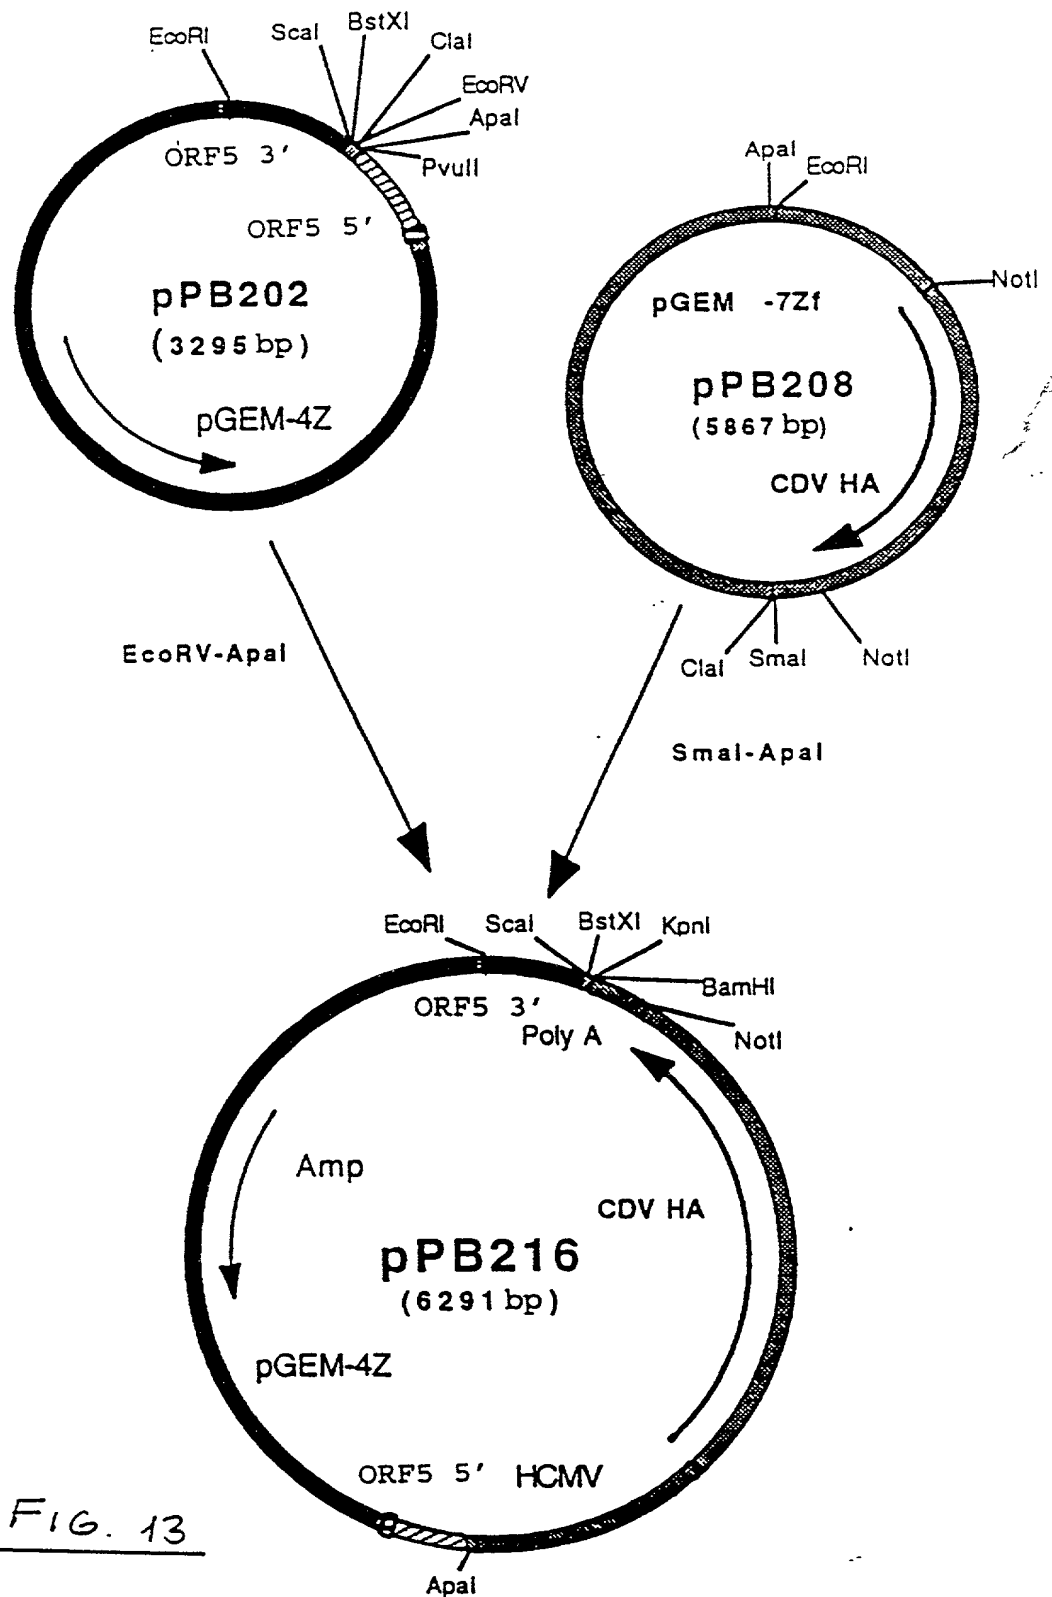 EcoRI
ScaI
BstXI
ClaI
EcoRV
ApaI
PvuII
ORF5 3'
ORF5 5'
pPB202
(3295 bp)
pGEM-4Z
ApaI
EcoRI
NotI
pGEM -7Zf
pPB208
(5867 bp)
CDV HA
ClaI
SmaI
NotI
EcoRV-ApaI
SmaI-ApaI
EcoRI
ScaI
BstXI
KpnI
BamHI
NotI
ORF5 3'
Poly A
Amp
CDV HA
pPB216
(6291 bp)
pGEM-4Z
ORF5 5' HCMV
ApaI
FIG. 13